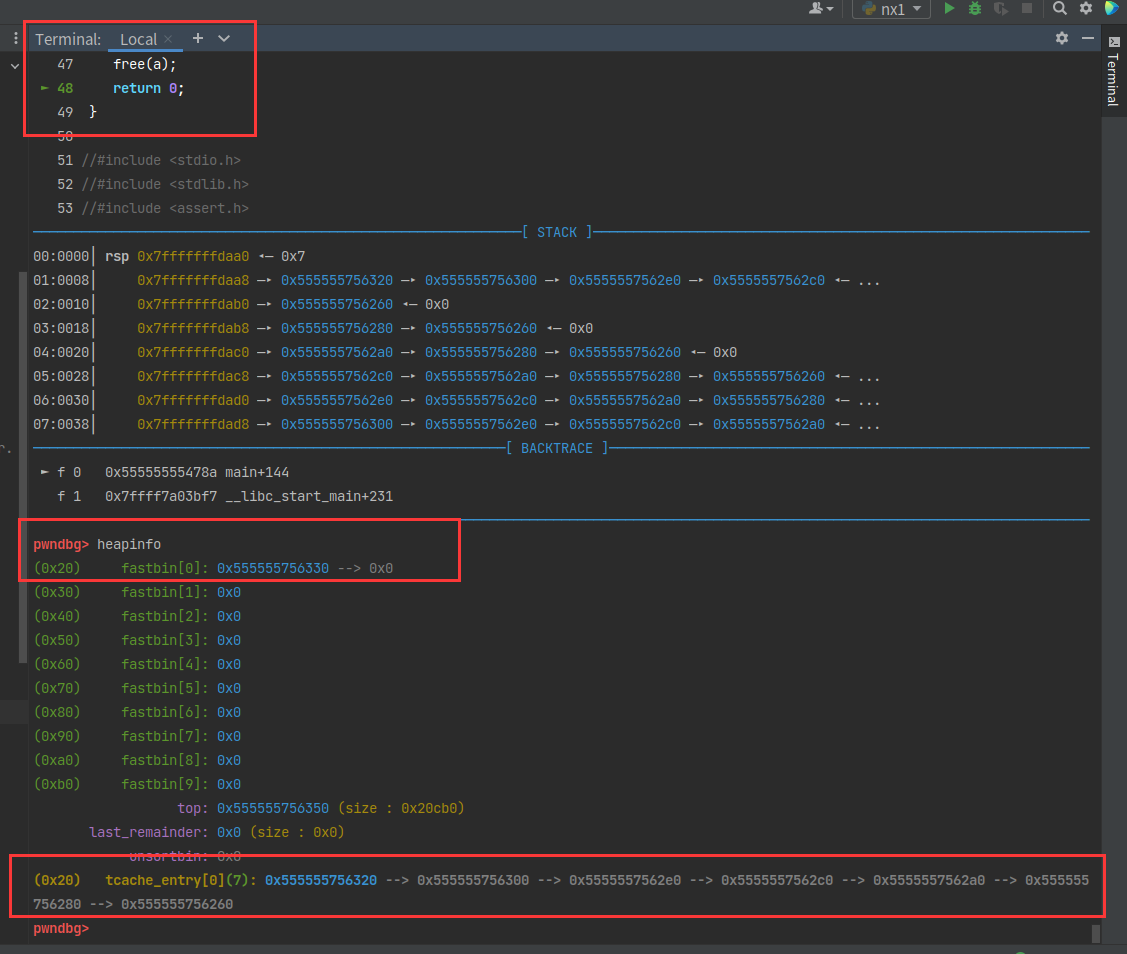 nx1
Terminal: Local × +
Terminal
47 free(a);
► 48 return 0;
49 }
50
51 //#include <stdio.h>
52 //#include <stdlib.h>
53 //#include <assert.h>
[ STACK ]
00:0000│ rsp 0x7fffffffdaa0 ◂— 0x7
01:0008│ 0x7fffffffdaa8 —▸ 0x555555756320 —▸ 0x555555756300 —▸ 0x5555557562e0 —▸ 0x5555557562c0 ◂— ...
02:0010│ 0x7fffffffdab0 —▸ 0x555555756260 ◂— 0x0
03:0018│ 0x7fffffffdab8 —▸ 0x555555756280 —▸ 0x555555756260 ◂— 0x0
04:0020│ 0x7fffffffdac0 —▸ 0x5555557562a0 —▸ 0x555555756280 —▸ 0x555555756260 ◂— 0x0
05:0028│ 0x7fffffffdac8 —▸ 0x5555557562c0 —▸ 0x5555557562a0 —▸ 0x555555756280 —▸ 0x555555756260 ◂— ...
06:0030│ 0x7fffffffdad0 —▸ 0x5555557562e0 —▸ 0x5555557562c0 —▸ 0x5555557562a0 —▸ 0x555555756280 ◂— ...
07:0038│ 0x7fffffffdad8 —▸ 0x555555756300 —▸ 0x5555557562e0 —▸ 0x5555557562c0 —▸ 0x5555557562a0 ◂— ...
[ BACKTRACE ]
► f 0 0x55555555478a main+144
f 1 0x7ffff7a03bf7 __libc_start_main+231
pwndbg> heapinfo
(0x20) fastbin[0]: 0x555555756330 --> 0x0
(0x30) fastbin[1]: 0x0
(0x40) fastbin[2]: 0x0
(0x50) fastbin[3]: 0x0
(0x60) fastbin[4]: 0x0
(0x70) fastbin[5]: 0x0
(0x80) fastbin[6]: 0x0
(0x90) fastbin[7]: 0x0
(0xa0) fastbin[8]: 0x0
(0xb0) fastbin[9]: 0x0
top: 0x555555756350 (size : 0x20cb0)
last_remainder: 0x0 (size : 0x0)
unsortbin: 0x0
(0x20) tcache_entry[0](7): 0x555555756320 --> 0x555555756300 --> 0x5555557562e0 --> 0x5555557562c0 --> 0x5555557562a0 --> 0x555555
756280 --> 0x555555756260
pwndbg>